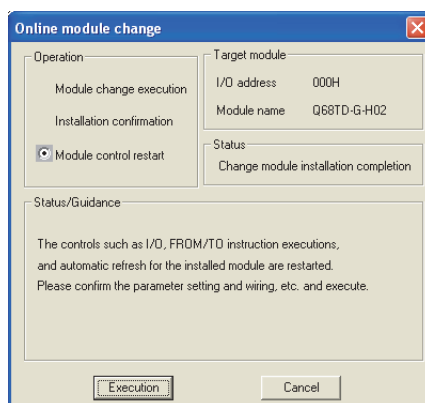 Online module change
Operation
Module change execution
Installation confirmation
Module control restart
Target module
I/O address 000H
Module name Q68TD-G-H02
Status
Change module installation completion
Status/Guidance
The controls such as I/O, FROM/TO instruction executions,
and automatic refresh for the installed module are restarted.
Please confirm the parameter setting and wiring, etc. and execute.
Execution
Cancel